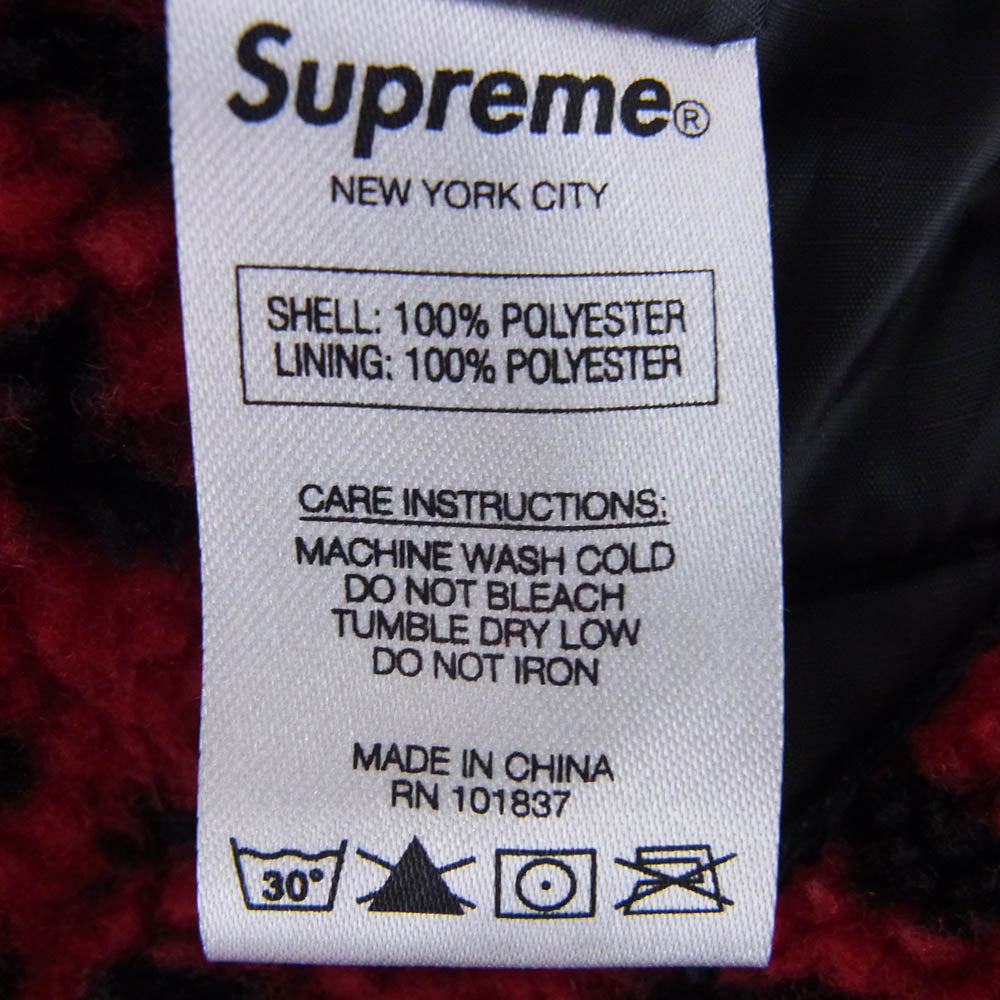 Supreme®
NEW YORK CITY
SHELL: 100% POLYESTER
LINING: 100% POLYESTER
CARE INSTRUCTIONS:
MACHINE WASH COLD
DO NOT BLEACH
TUMBLE DRY LOW
DO NOT IRON
MADE IN CHINA
RN 101837
30°